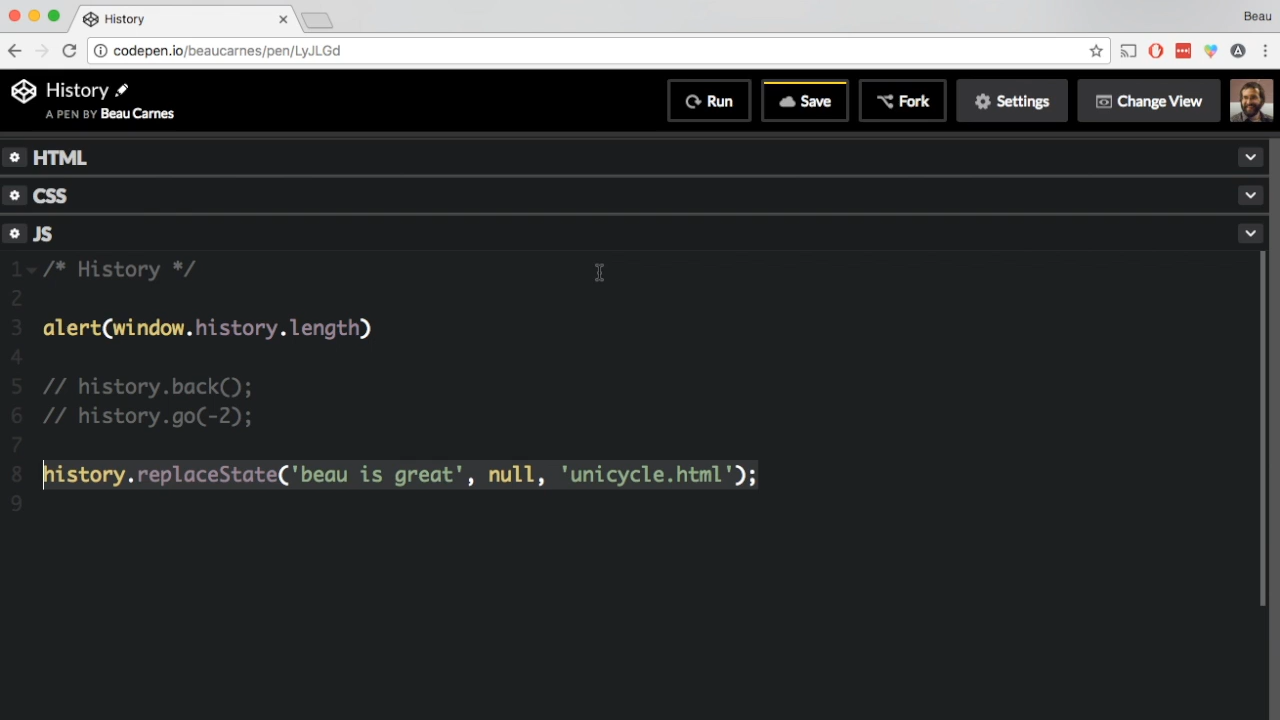 History
Beau
codepen.io/beaucarnes/pen/LyJLGd
History
A PEN BY Beau Carnes
Run
Save
Fork
Settings
Change View
HTML
CSS
JS
1 /* History */
2
3 alert(window.history.length)
4
5 // history.back();
6 // history.go(-2);
7
8 history.replaceState('beau is great', null, 'unicycle.html');
9